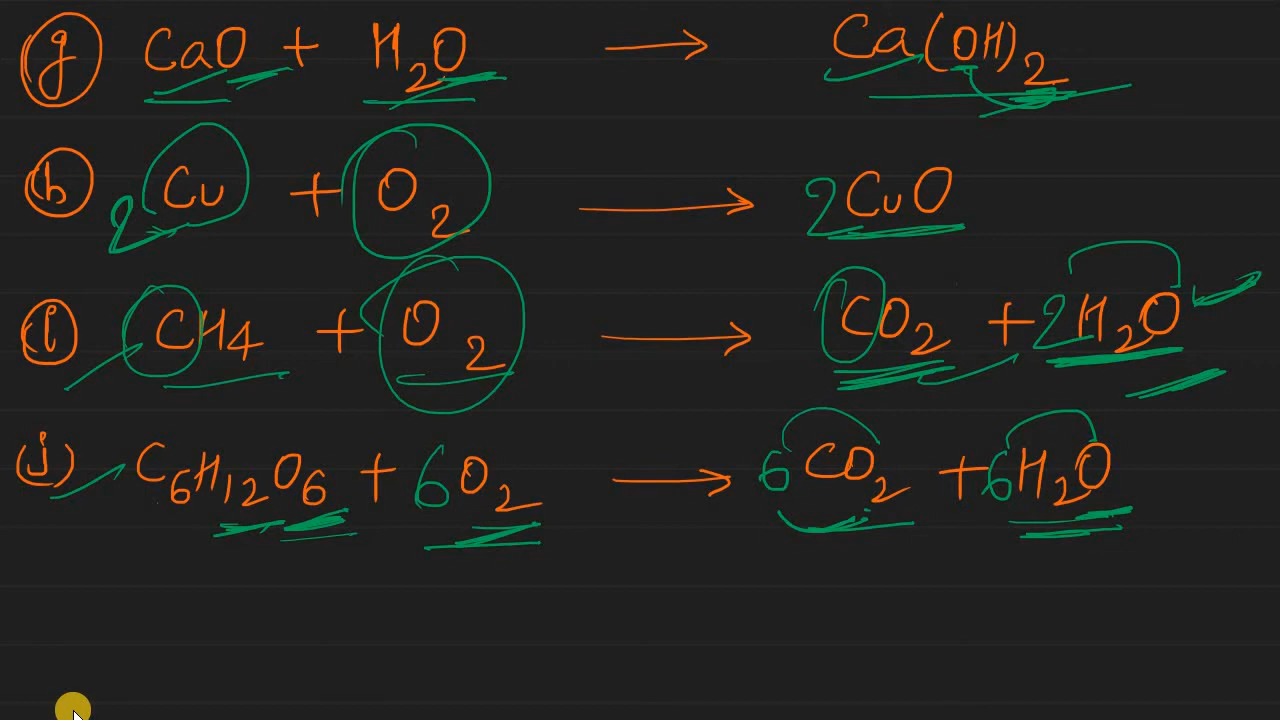 (g) CaO + H₂O → Ca(OH)₂
(h) 2Cu + O₂ → 2CuO
(i) CH4 + O₂ → CO₂ + 2H₂O
(j) C₆H₁₂O₆ + 6O₂ → 6CO₂ + 6H₂O